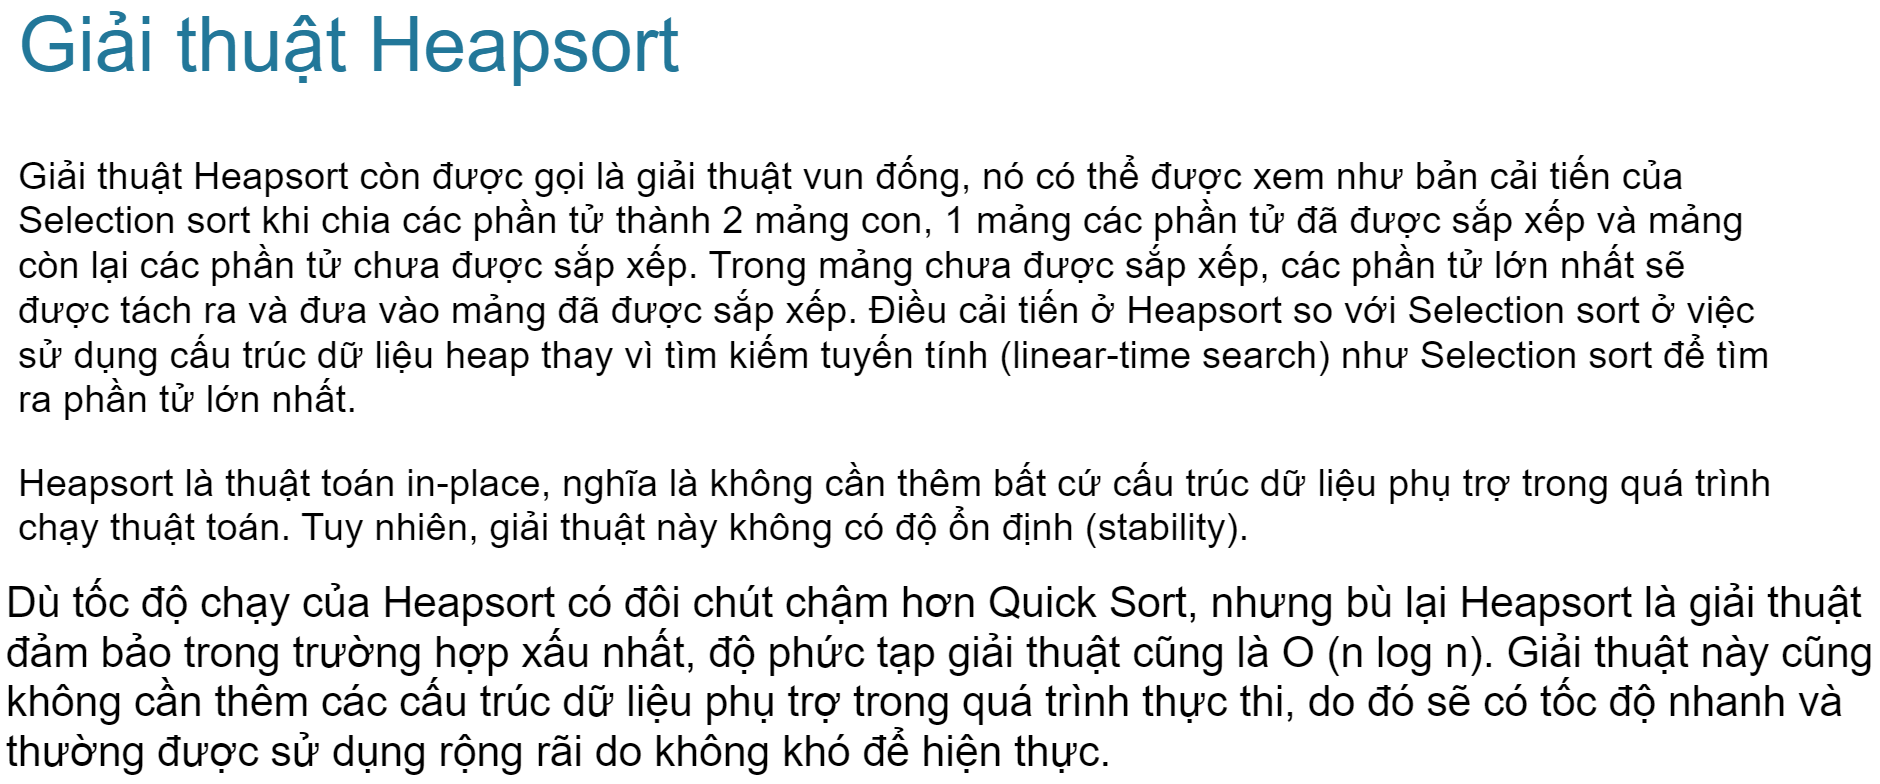 Giải thuật Heapsort
Giải thuật Heapsort còn được gọi là giải thuật vun đống, nó có thể được xem như bản cải tiến của
Selection sort khi chia các phần tử thành 2 mảng con, 1 mảng các phần tử đã được sắp xếp và mảng
còn lại các phần tử chưa được sắp xếp. Trong mảng chưa được sắp xếp, các phần tử lớn nhất sẽ
được tách ra và đưa vào mảng đã được sắp xếp. Điều cải tiến ở Heapsort so với Selection sort ở việc
sử dụng cấu trúc dữ liệu heap thay vì tìm kiếm tuyến tính (linear-time search) như Selection sort để tìm
ra phần tử lớn nhất.
Heapsort là thuật toán in-place, nghĩa là không cần thêm bất cứ cấu trúc dữ liệu phụ trợ trong quá trình
chạy thuật toán. Tuy nhiên, giải thuật này không có độ ổn định (stability).
Dù tốc độ chạy của Heapsort có đôi chút chậm hơn Quick Sort, nhưng bù lại Heapsort là giải thuật
đảm bảo trong trường hợp xấu nhất, độ phức tạp giải thuật cũng là O (n log n). Giải thuật này cũng
không cần thêm các cấu trúc dữ liệu phụ trợ trong quá trình thực thi, do đó sẽ có tốc độ nhanh và
thường được sử dụng rộng rãi do không khó để hiện thực.